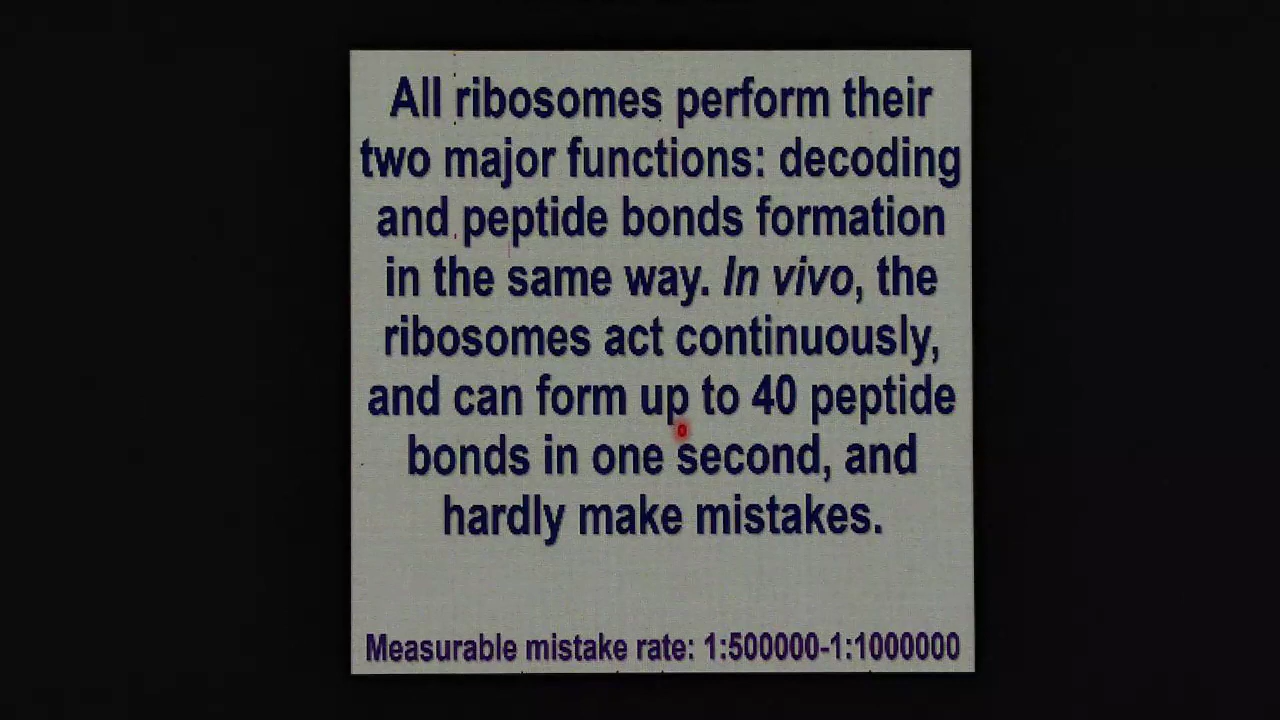 All ribosomes perform their
two major functions: decoding
and peptide bonds formation
in the same way. In vivo, the
ribosomes act continuously,
and can form up to 40 peptide
bonds in one second, and
hardly make mistakes.
Measurable mistake rate: 1:500000-1:1000000